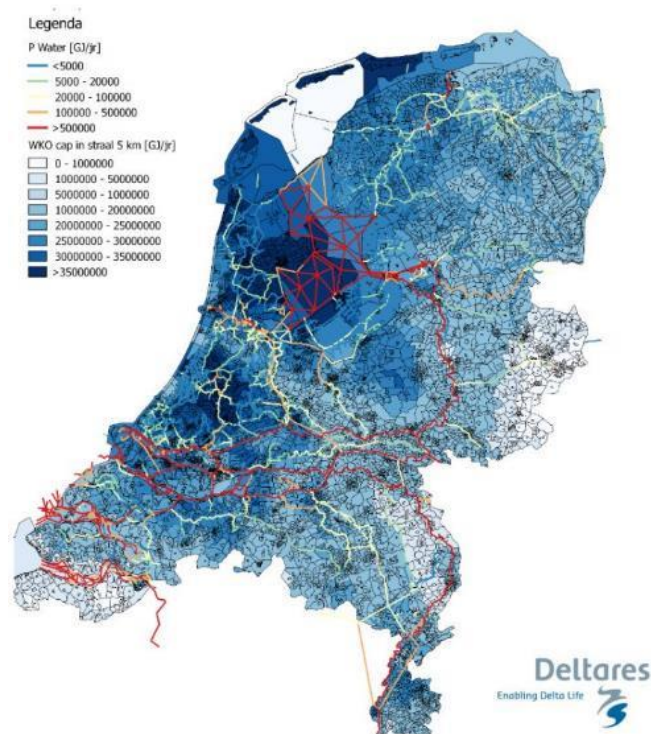 Legenda
P Water [GJ/jr]
<5000
5000 - 20000
20000 - 100000
100000 - 500000
>500000
WKO cap in straal 5 km [GJ/jr]
0 - 1000000
1000000 - 5000000
5000000 - 1000000
1000000 - 20000000
20000000 - 25000000
25000000 - 30000000
30000000 - 35000000
>35000000
Deltares
Enabling Delta Life